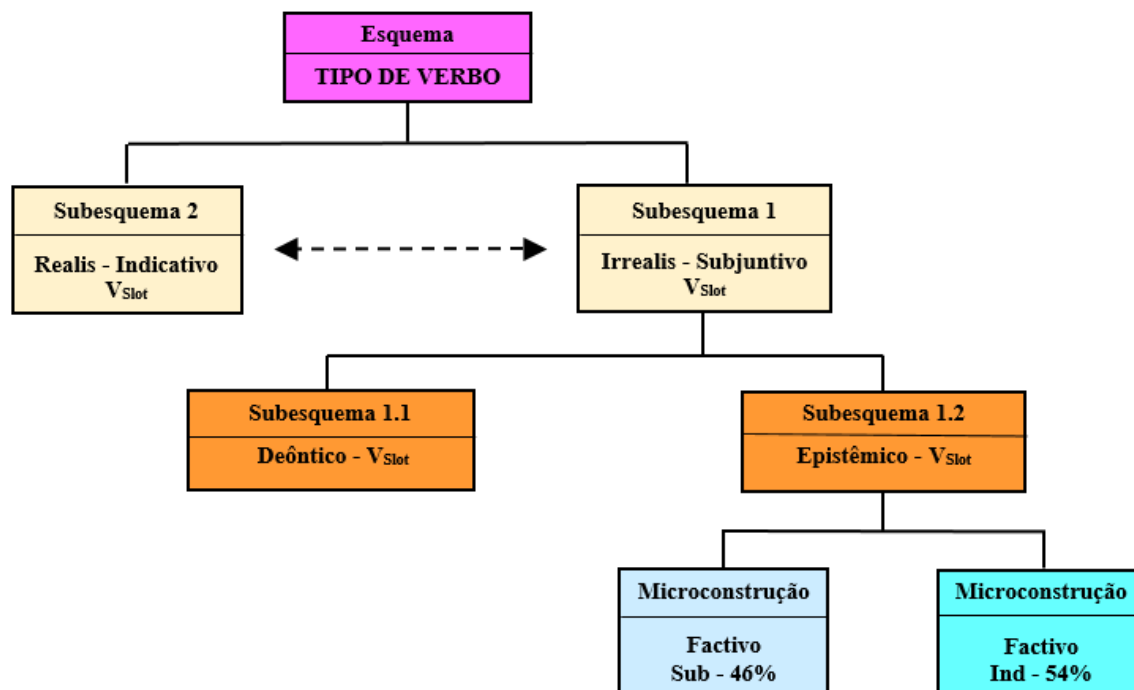 Esquema
TIPO DE VERBO
Subesquema 2
Realis - Indicativo
VSlot
Subesquema 1
Irrealis - Subjuntivo
VSlot
Subesquema 1.1
Deôntico - VSlot
Subesquema 1.2
Epistêmico - VSlot
Microconstrução
Factivo
Sub - 46%
Microconstrução
Factivo
Ind - 54%